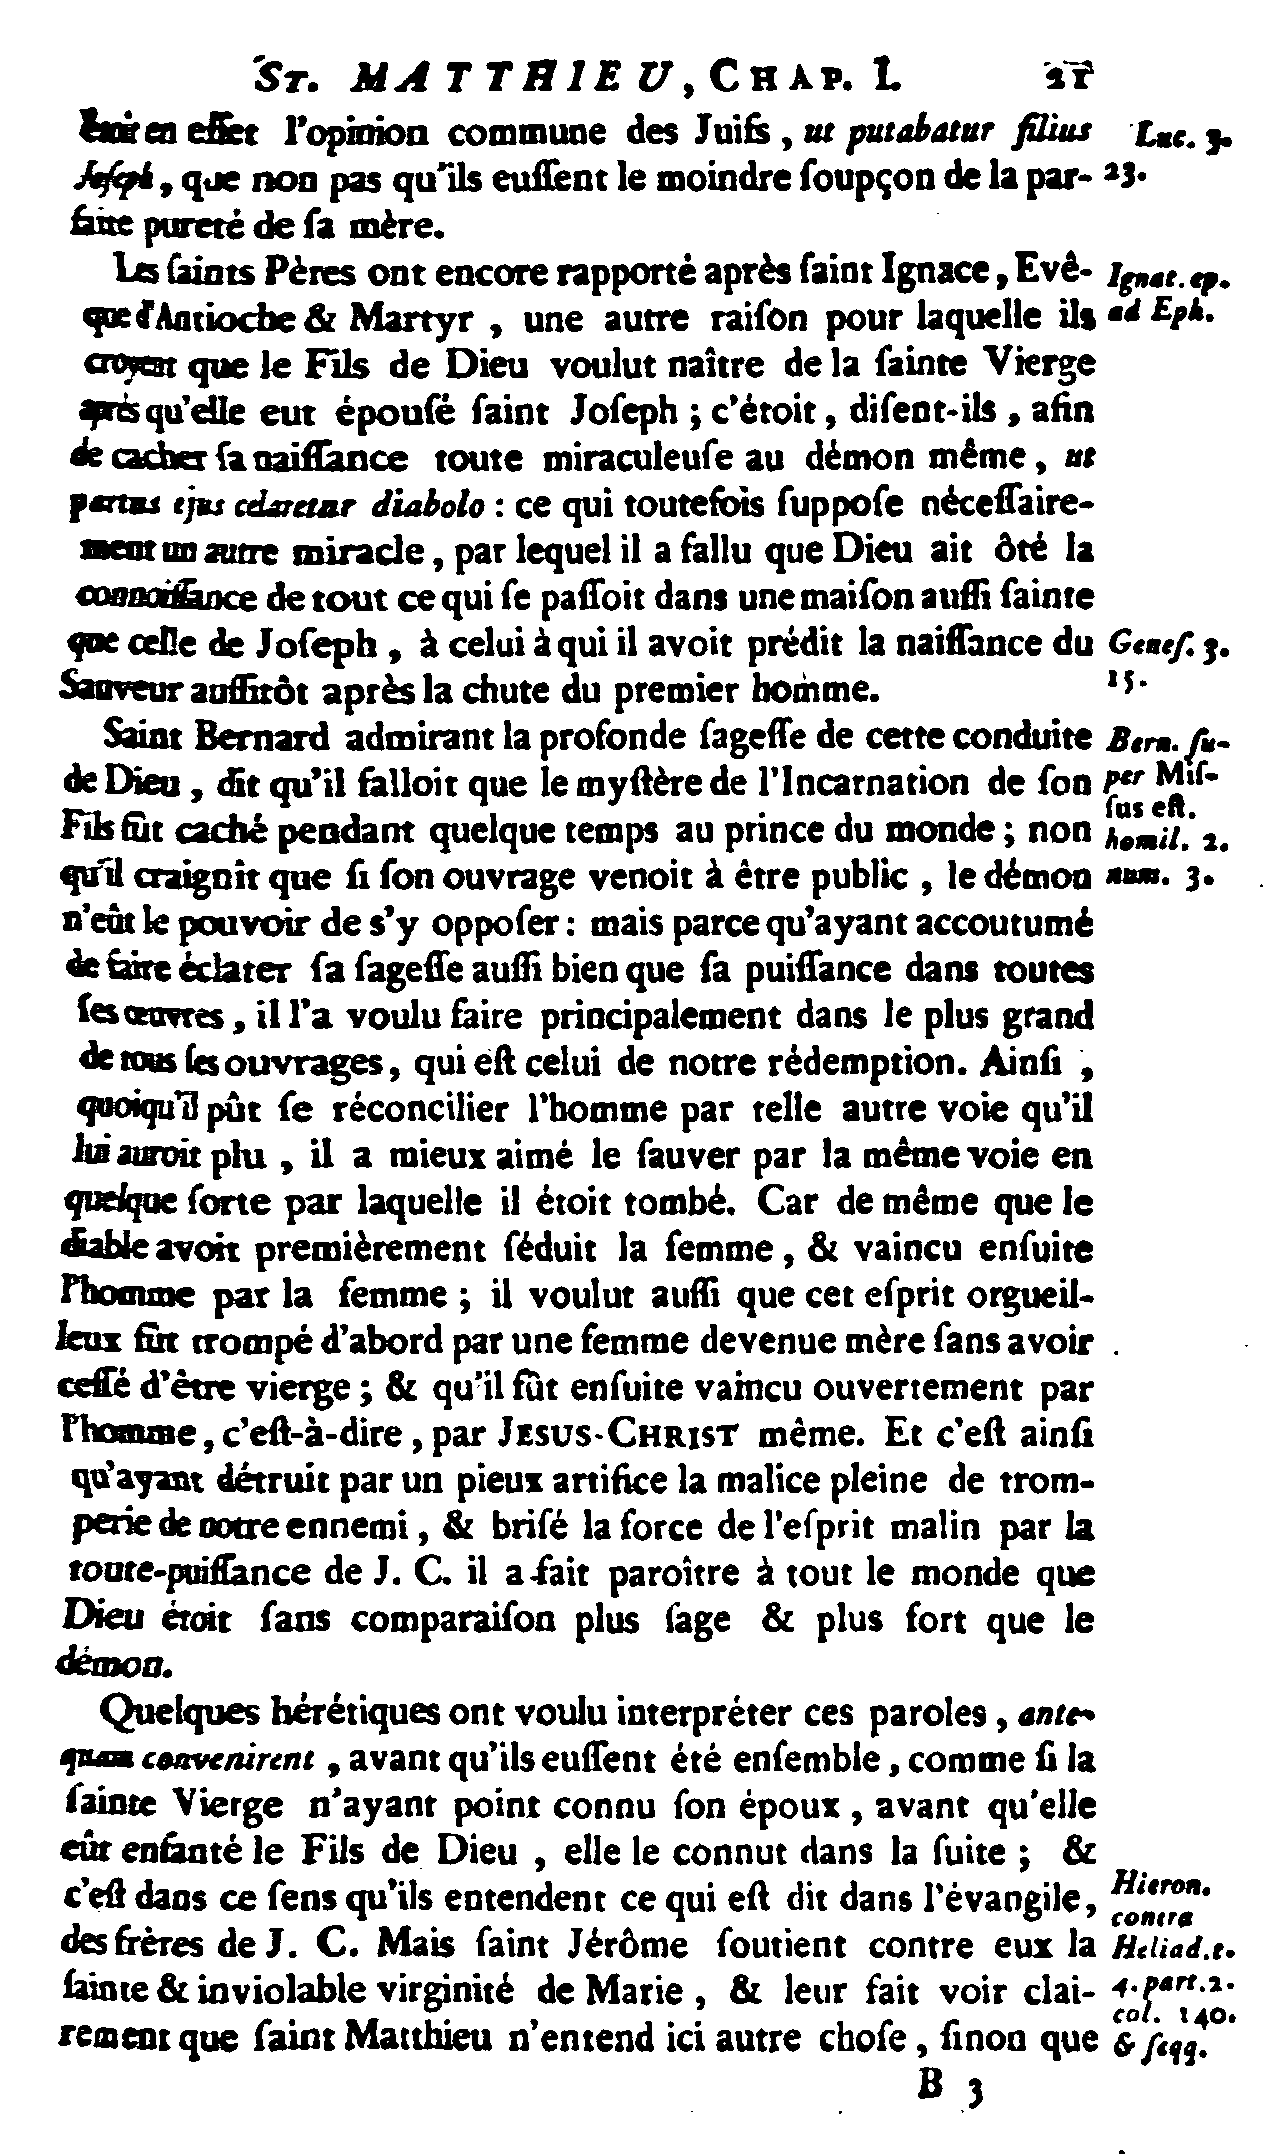 ST. MATTHIEU, CHAP. I. 21
étoit en effet l'opinion commune des Juifs, ut putabatur filius
Joſeph, que non pas qu'ils euſſent le moindre ſoupçon de la par-
faite pureté de ſa mère.
Luc. 3.
23.
Les ſaints Pères ont encore rapporté après ſaint Ignace, Evê-
que d'Antioche & Martyr, une autre raiſon pour laquelle ils
croyent que le Fils de Dieu voulut naître de la ſainte Vierge
après qu'elle eut épouſé ſaint Joſeph; c'étoit, diſent-ils, afin
de cacher ſa naiſſance toute miraculeuſe au démon même, ut
partus ejus celaretur diabolo: ce qui toutefois ſuppoſe néceſſaire-
ment un autre miracle, par lequel il a fallu que Dieu ait ôté la
connoiſſance de tout ce qui ſe paſſoit dans une maiſon auſſi ſainte
que celle de Joſeph, à celui à qui il avoit prédit la naiſſance du
Sauveur auſſitôt après la chute du premier homme.
Ignat. ep.
ad Eph.
Geneſ. 3.
15.
Saint Bernard admirant la profonde ſageſſe de cette conduite
de Dieu, dit qu'il falloit que le myſtère de l'Incarnation de ſon
Fils fût caché pendant quelque temps au prince du monde; non
qu'il craignît que ſi ſon ouvrage venoit à être public, le démon
n'eût le pouvoir de s'y oppoſer: mais parce qu'ayant accoutumé
de faire éclater ſa ſageſſe auſſi bien que ſa puiſſance dans toutes
ſes œuvres, il l'a voulu faire principalement dans le plus grand
de tous ſes ouvrages, qui eſt celui de notre rédemption. Ainſi,
quoiqu'il pût ſe réconcilier l'homme par telle autre voie qu'il
lui auroit plu, il a mieux aimé le ſauver par la même voie en
quelque ſorte par laquelle il étoit tombé. Car de même que le
diable avoit premièrement ſéduit la femme, & vaincu enſuite
l'homme par la femme; il voulut auſſi que cet eſprit orgueil-
leux fût trompé d'abord par une femme devenue mère ſans avoir
ceſſé d'être vierge; & qu'il fût enſuite vaincu ouvertement par
l'homme, c'eſt-à-dire, par JESUS-CHRIST même. Et c'eſt ainſi
qu'ayant détruit par un pieux artifice la malice pleine de trom-
perie de notre ennemi, & briſé la force de l'eſprit malin par la
toute-puiſſance de J. C. il a fait paroître à tout le monde que
Dieu étoit ſans comparaiſon plus ſage & plus fort que le
démon.
Bern. ſu-
per Miſ-
ſus eſt.
homil. 2.
num. 3.
Quelques hérétiques ont voulu interpréter ces paroles, ante-
quam convenirent, avant qu'ils euſſent été enſemble, comme ſi la
ſainte Vierge n'ayant point connu ſon époux, avant qu'elle
eût enfanté le Fils de Dieu, elle le connut dans la ſuite; &
c'eſt dans ce ſens qu'ils entendent ce qui eſt dit dans l'évangile,
des frères de J. C. Mais ſaint Jérôme ſoutient contre eux la
ſainte & inviolable virginité de Marie, & leur fait voir clai-
rement que ſaint Matthieu n'entend ici autre choſe, ſinon que
Hieron.
contra
Heliad. t.
4. part. 2.
col. 140.
& ſeqq.
B 3